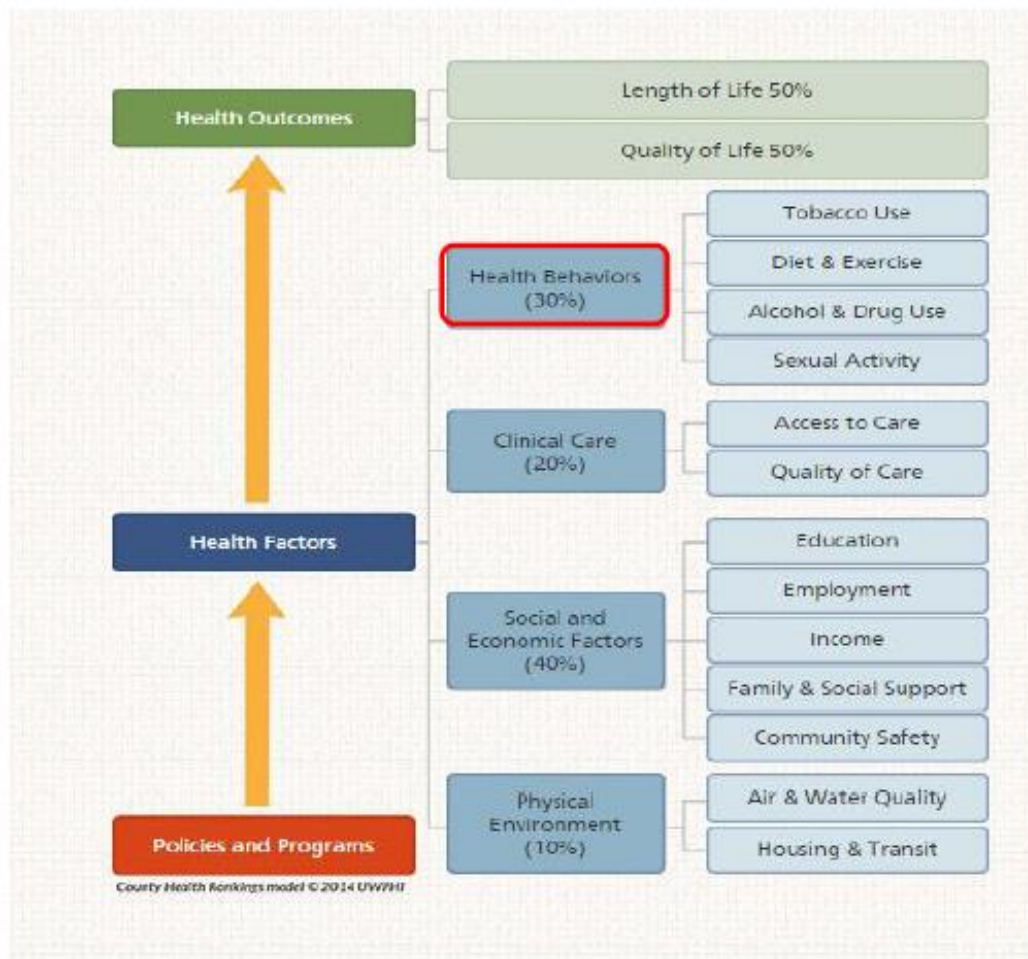 Length of Life 50%
Health Outcomes
Quality of Life 50%
Tobacco Use
Health Behaviors
(30%)
Diet & Exercise
Alcohol & Drug Use
Sexual Activity
Clinical Care
(20%)
Access to Care
Quality of Care
Health Factors
Education
Social and
Economic Factors
(40%)
Employment
Income
Family & Social Support
Community Safety
Physical
Environment
(10%)
Air & Water Quality
Housing & Transit
Policies and Programs
County Health Rankings model © 2014 UWPHI